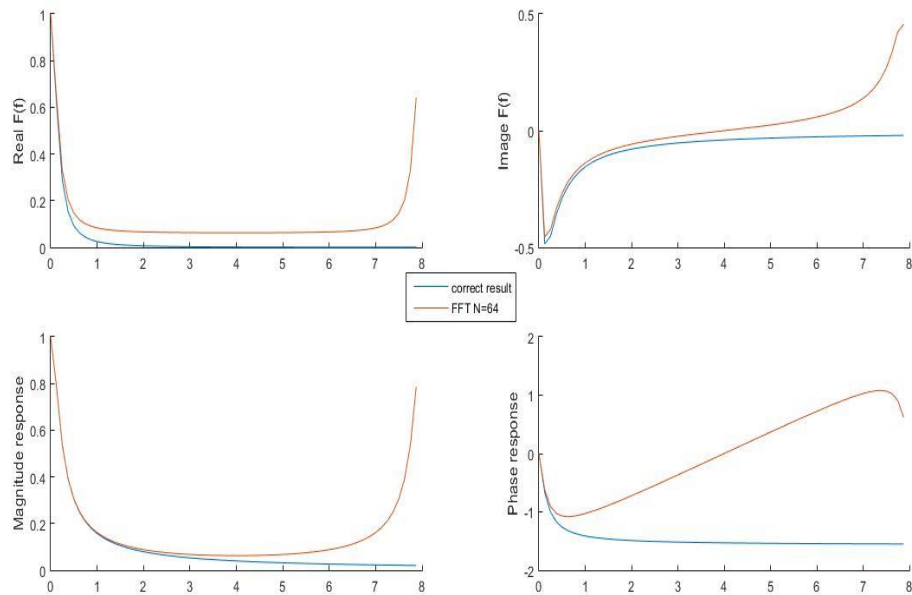 Real F(f)
1
0.8
0.6
0.4
0.2
0
0 1 2 3 4 5 6 7 8
Image F(f)
0.5
0
-0.5
0 1 2 3 4 5 6 7 8
correct result
FFT N=64
Magnitude response
1
0.8
0.6
0.4
0.2
0
0 1 2 3 4 5 6 7 8
Phase response
2
1
0
-1
-2
0 1 2 3 4 5 6 7 8